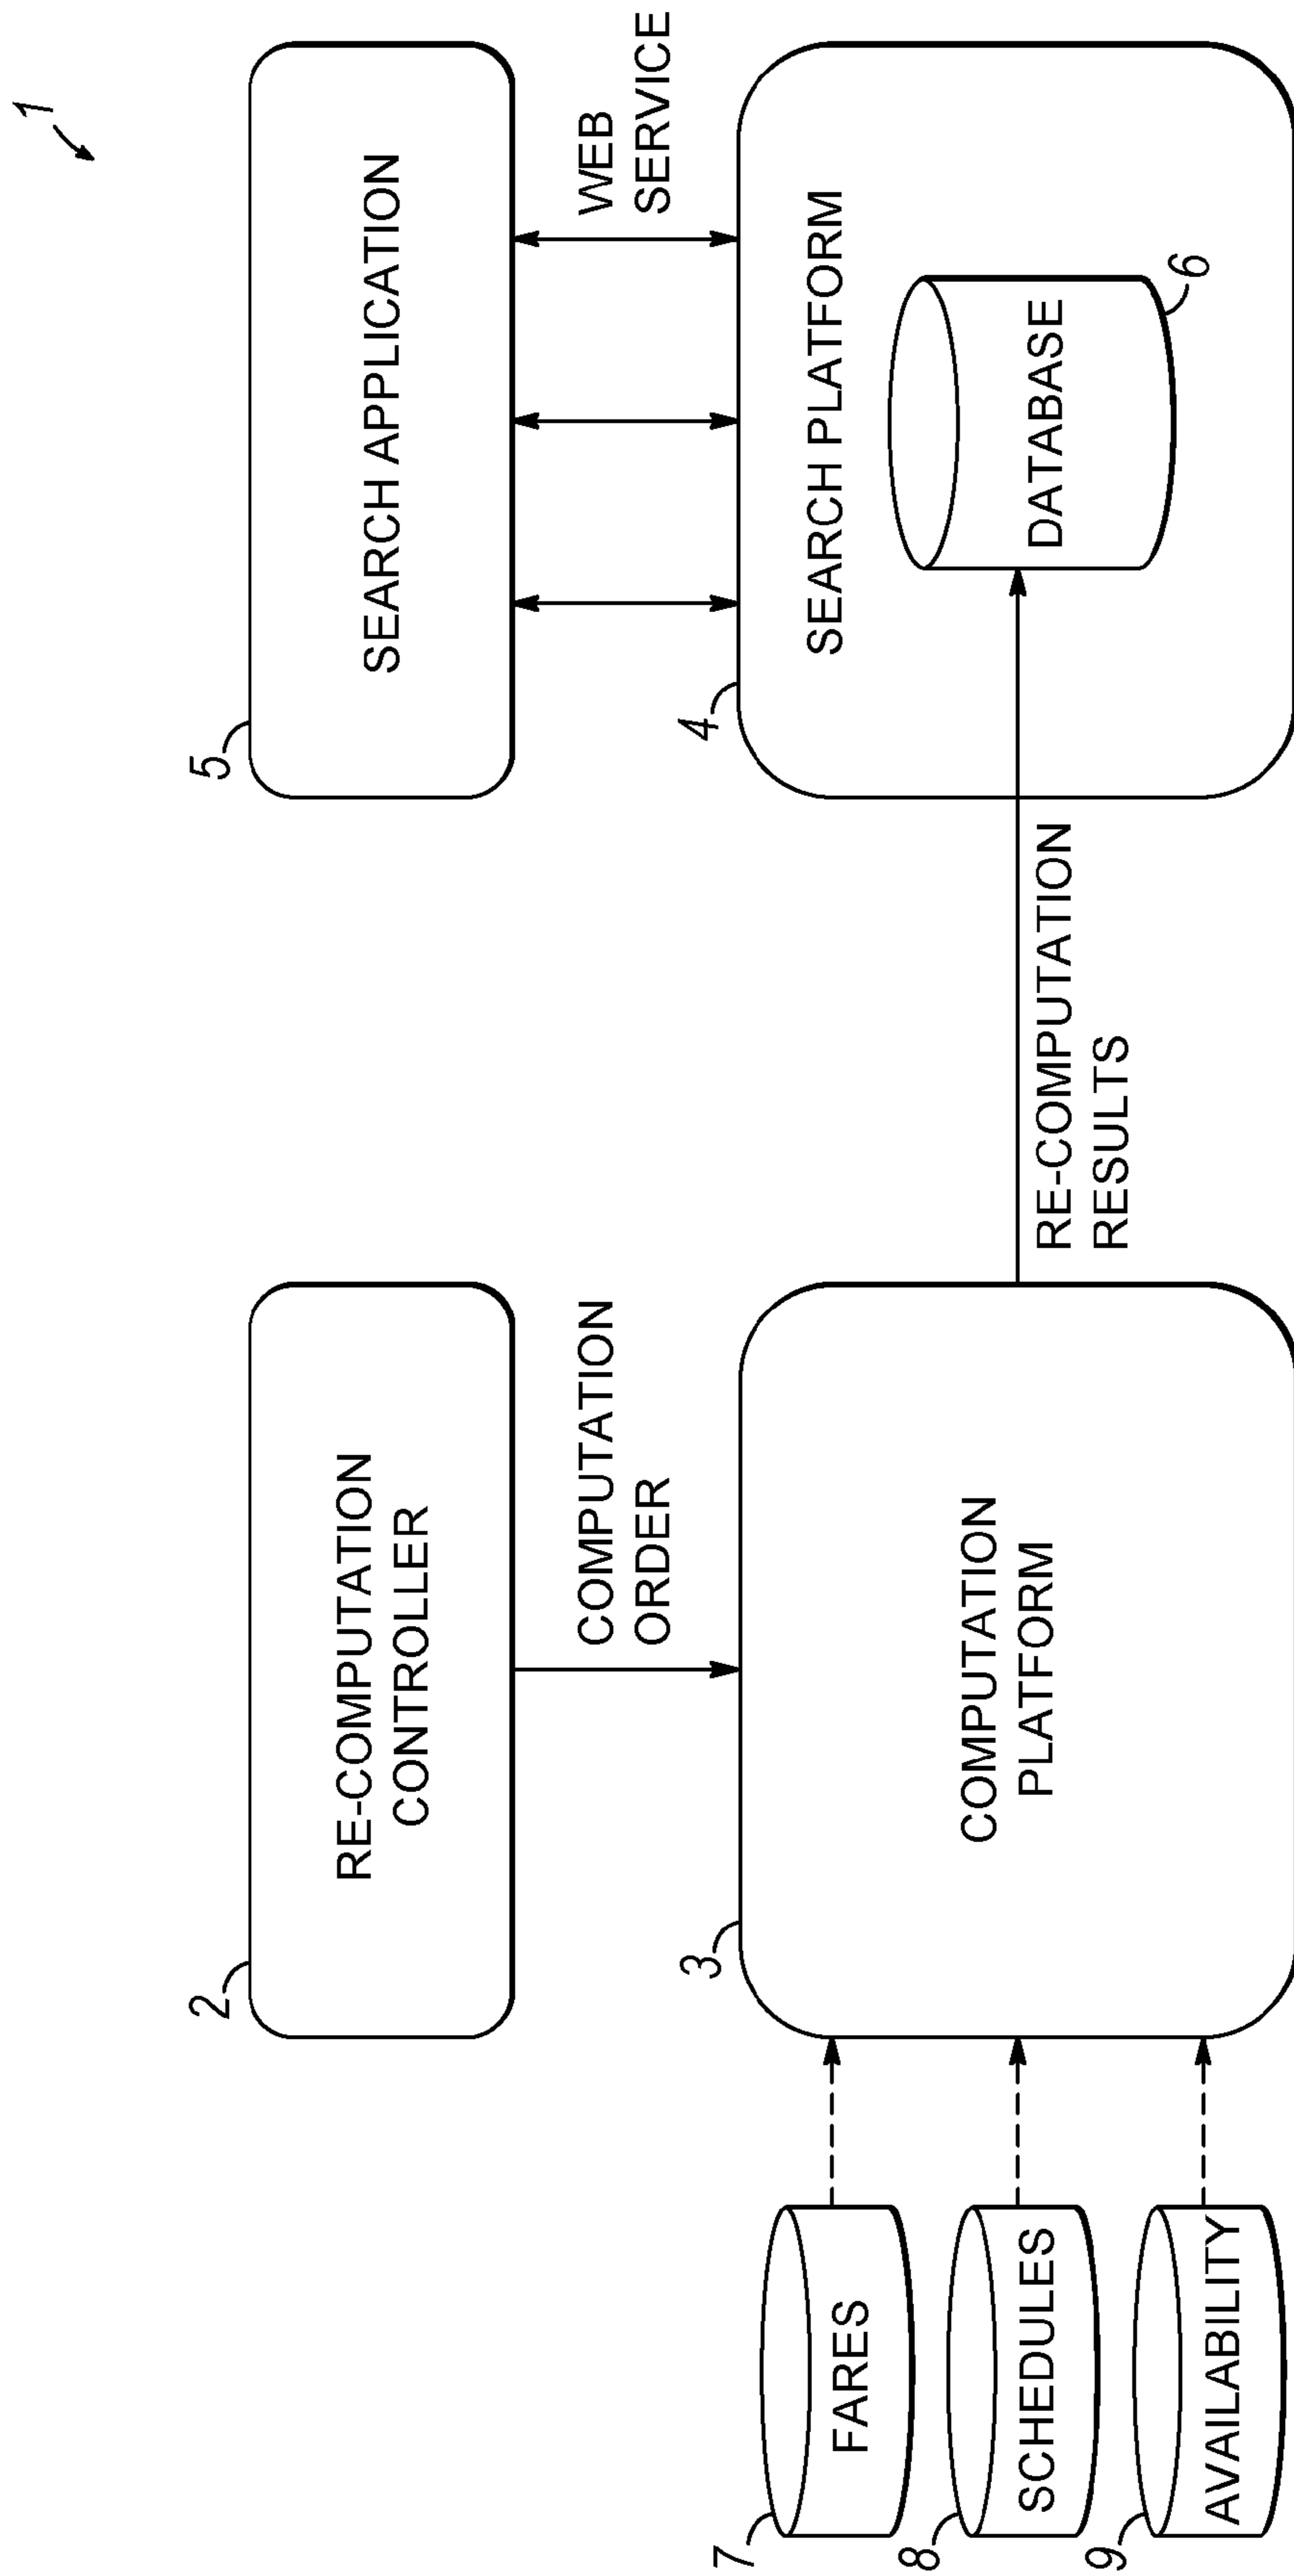 1
5
SEARCH APPLICATION
2
RE-COMPUTATION
CONTROLLER
WEB
SERVICE
COMPUTATION
ORDER
4
SEARCH PLATFORM
DATABASE
6
3
COMPUTATION
PLATFORM
RE-COMPUTATION
RESULTS
7
FARES
8
SCHEDULES
9
AVAILABILITY